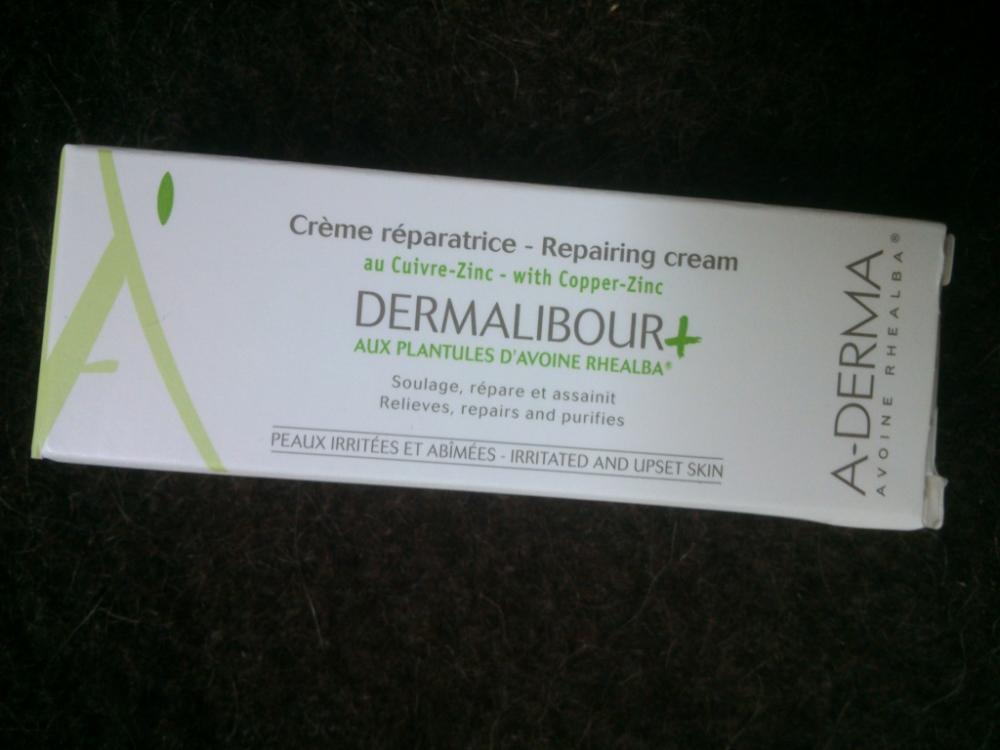 Crème réparatrice - Repairing cream
au Cuivre-Zinc - with Copper-Zinc
DERMALIBOUR+
AUX PLANTULES D'AVOINE RHEALBA®
Soulage, répare et assainit
Relieves, repairs and purifies
PEAUX IRRITÉES ET ABÎMÉES - IRRITATED AND UPSET SKIN
A-DERMA
AVOINE RHEALBA®